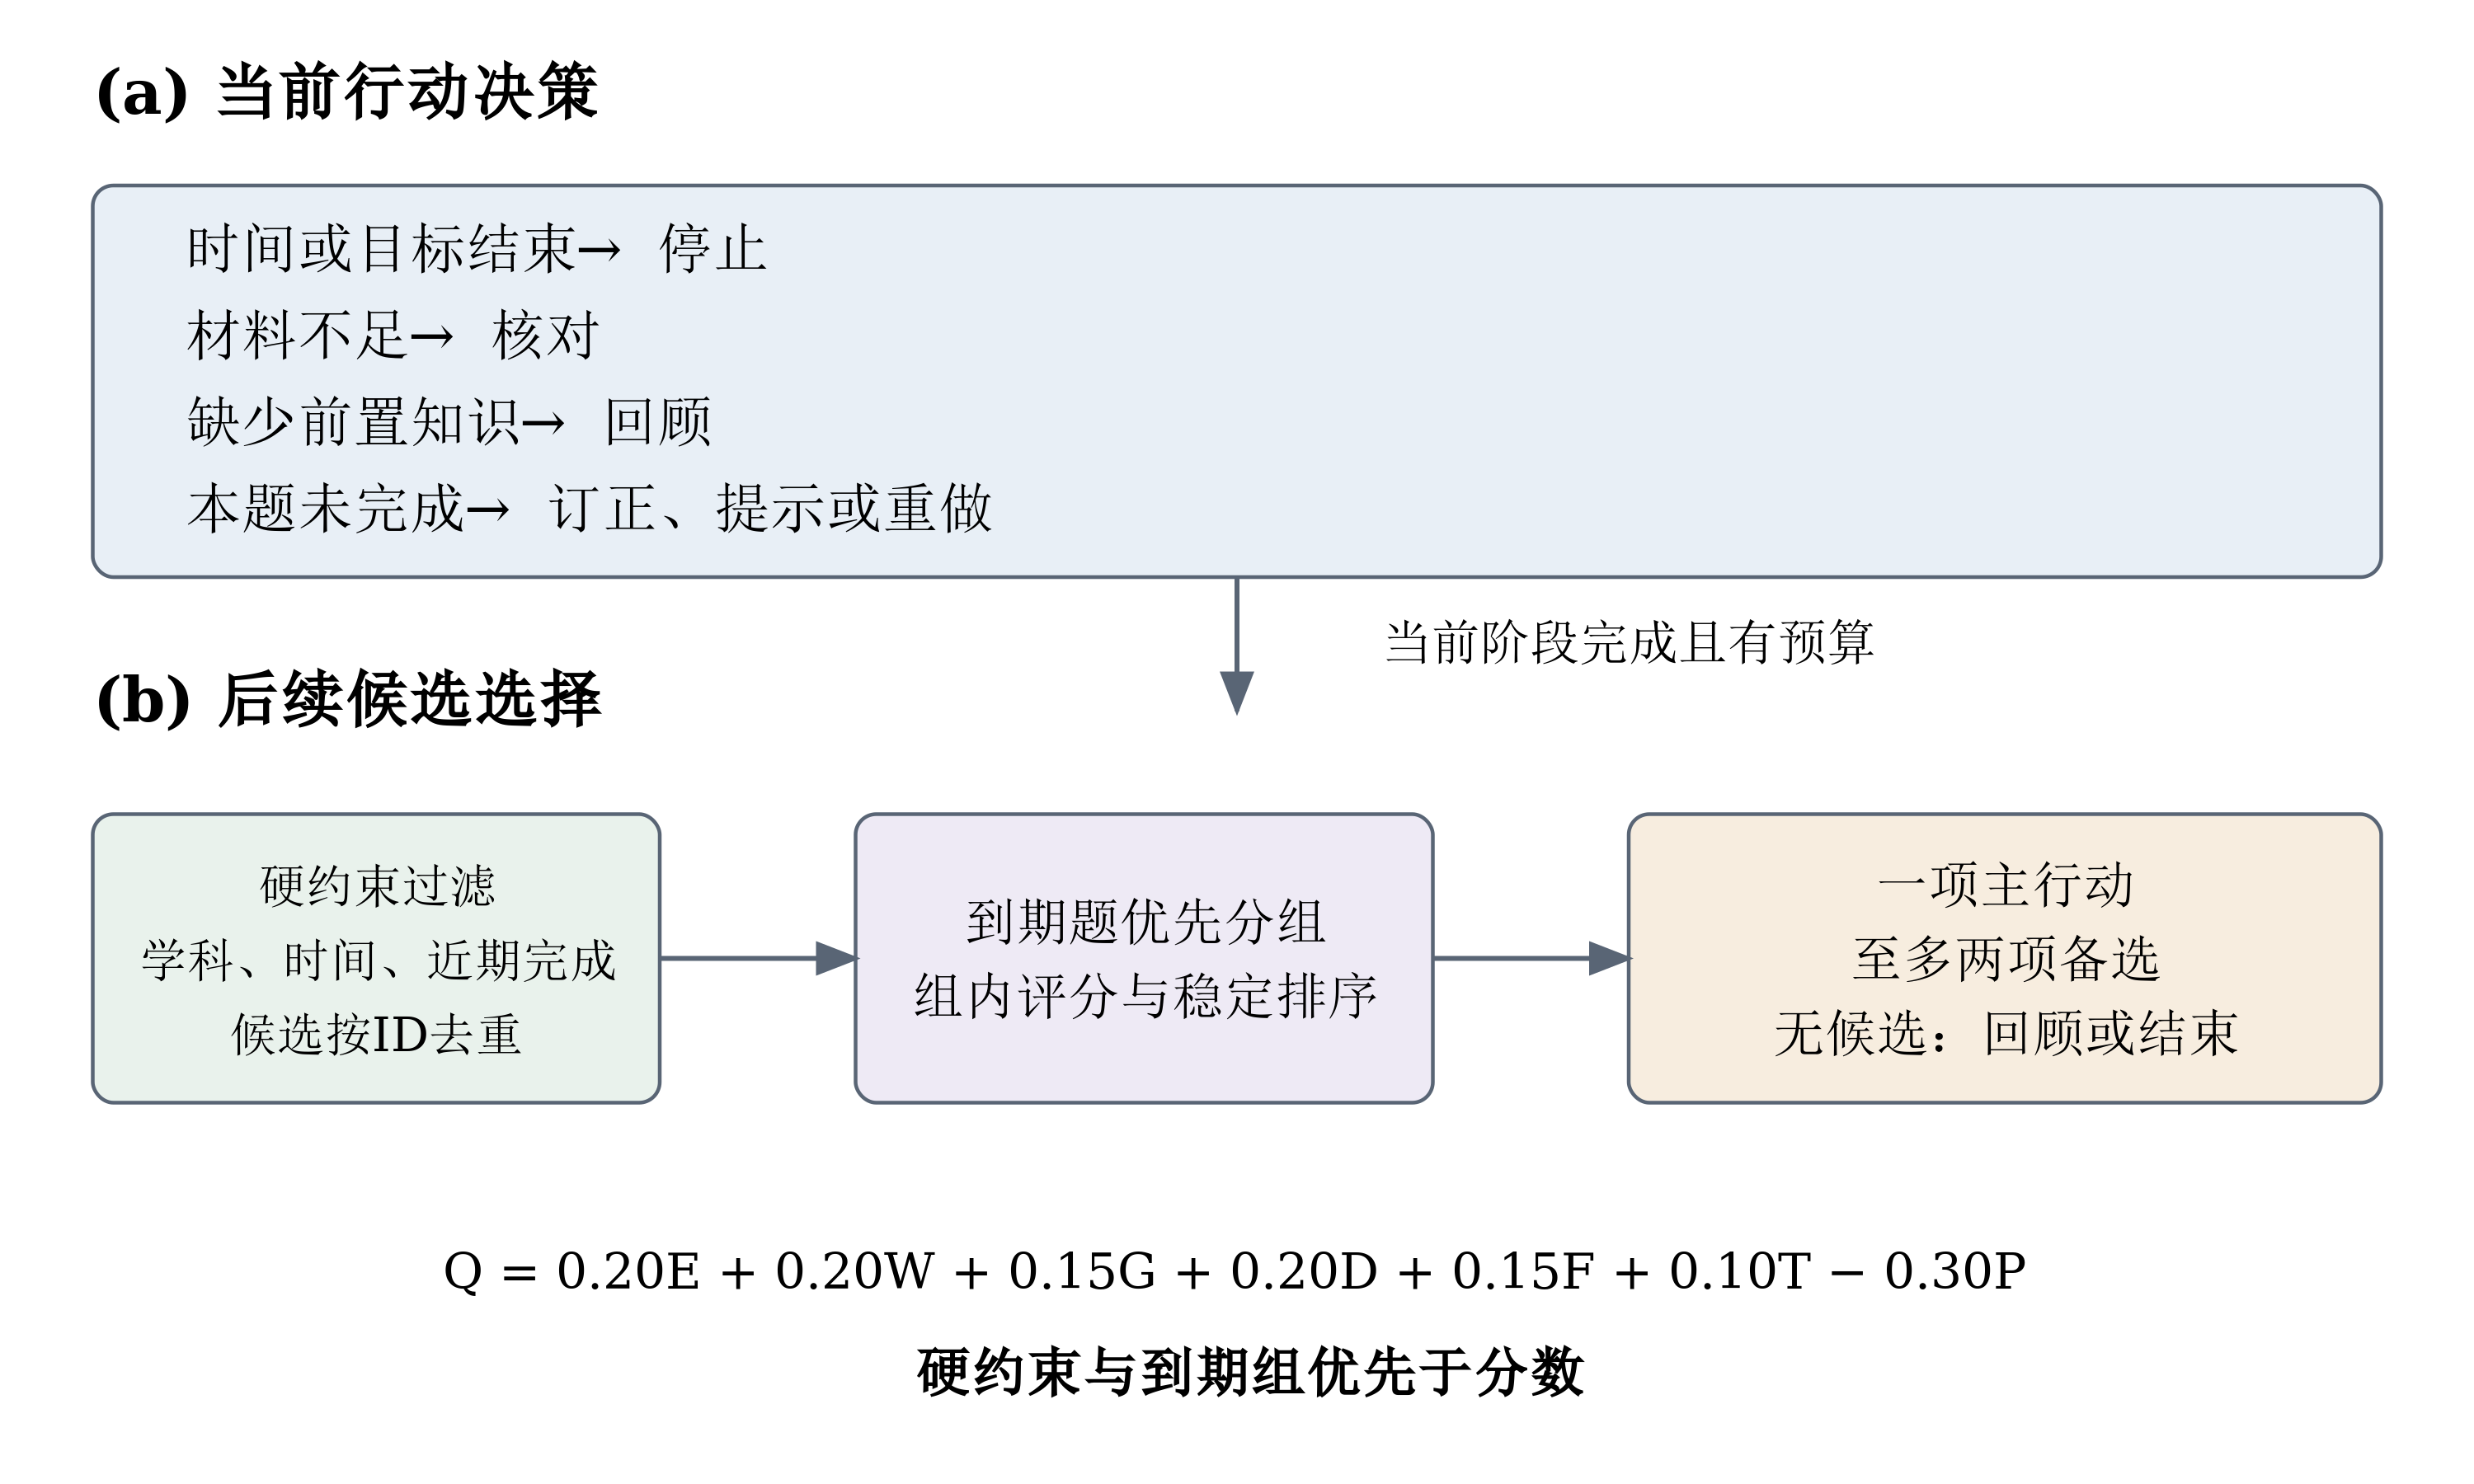 (a) 当前行动决策
时间或目标结束→ 停止
材料不足→ 核对
缺少前置知识→ 回顾
本题未完成→ 订正、提示或重做
当前阶段完成且有预算
(b) 后续候选选择
硬约束过滤
学科、时间、近期完成
候选按ID去重
到期题优先分组
组内评分与稳定排序
一项主行动
至多两项备选
无候选：回顾或结束
Q = 0.20E + 0.20W + 0.15G + 0.20D + 0.15F + 0.10T − 0.30P
硬约束与到期组优先于分数